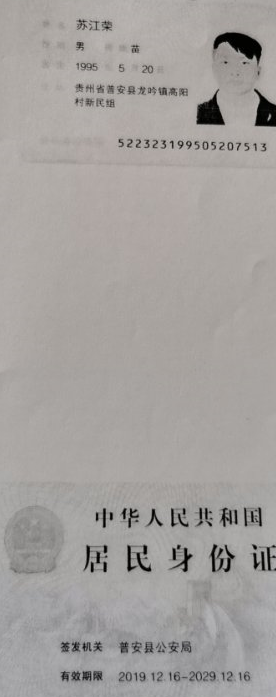 苏江荣
男 苗
1995 5 20
贵州省普安县龙吟镇高阳
村新民组
522323199505207513
中华人民共和国
居民身份证
签发机关 普安县公安局
有效期限 2019.12.16-2029.12.16